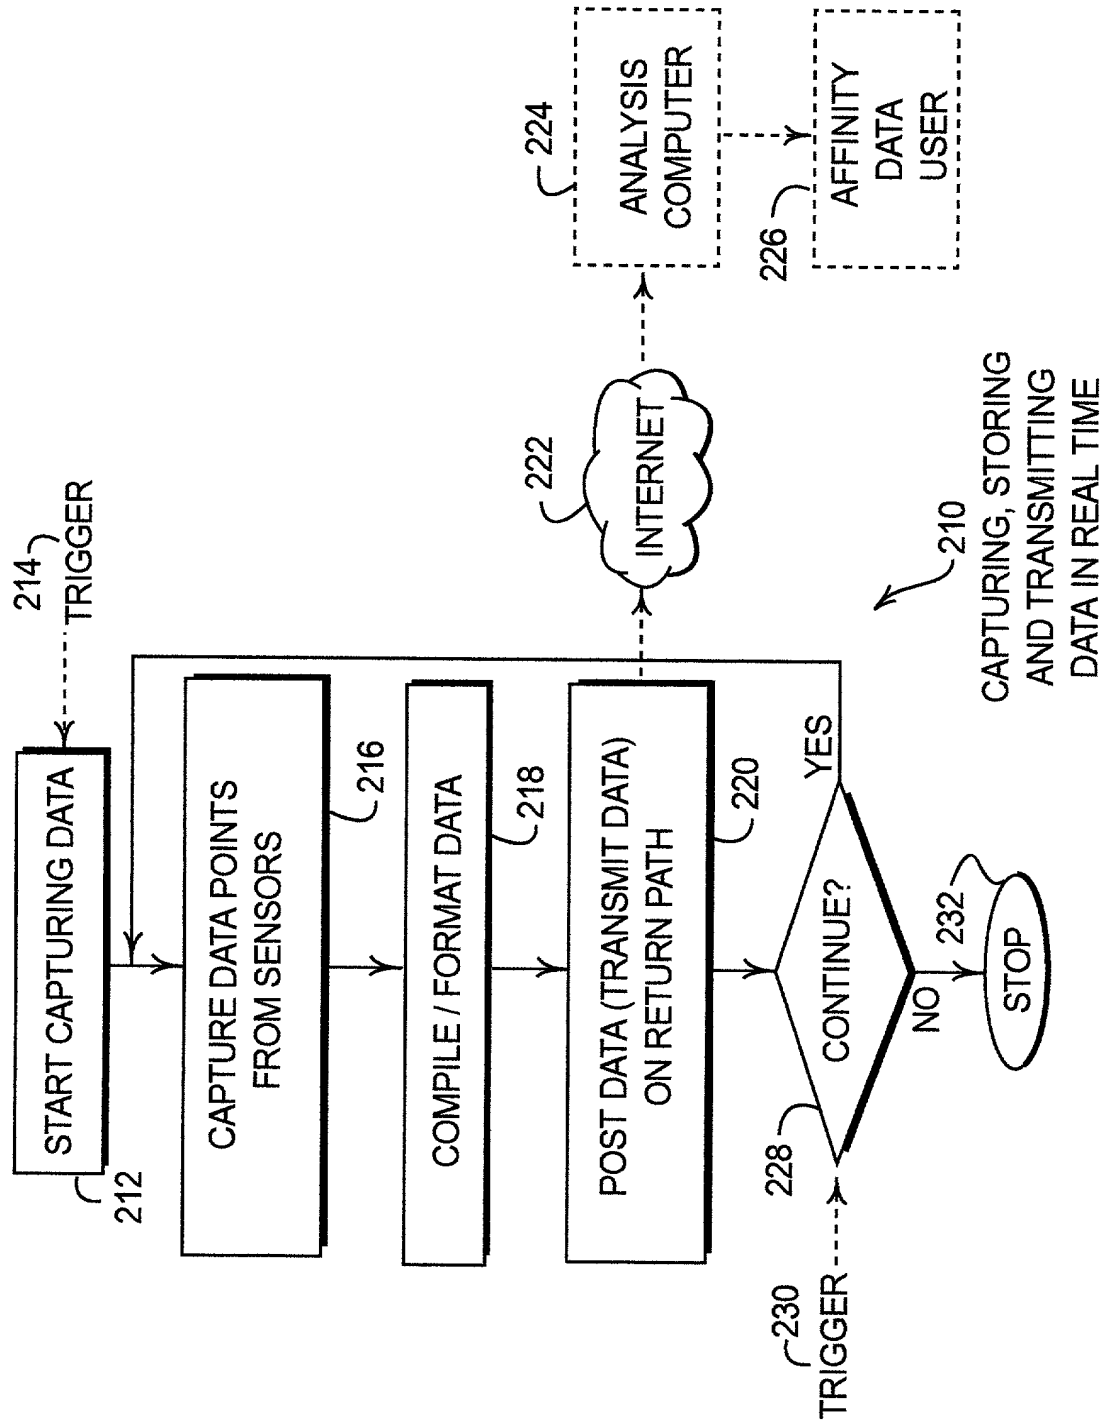 START CAPTURING DATA
212
214
TRIGGER
CAPTURE DATA POINTS
FROM SENSORS
216
COMPILE / FORMAT DATA
218
POST DATA (TRANSMIT DATA)
ON RETURN PATH
220
222
INTERNET
224
ANALYSIS
COMPUTER
226
AFFINITY
DATA
USER
CONTINUE?
228
YES
NO
230
TRIGGER
232
STOP
210
CAPTURING, STORING
AND TRANSMITTING
DATA IN REAL TIME